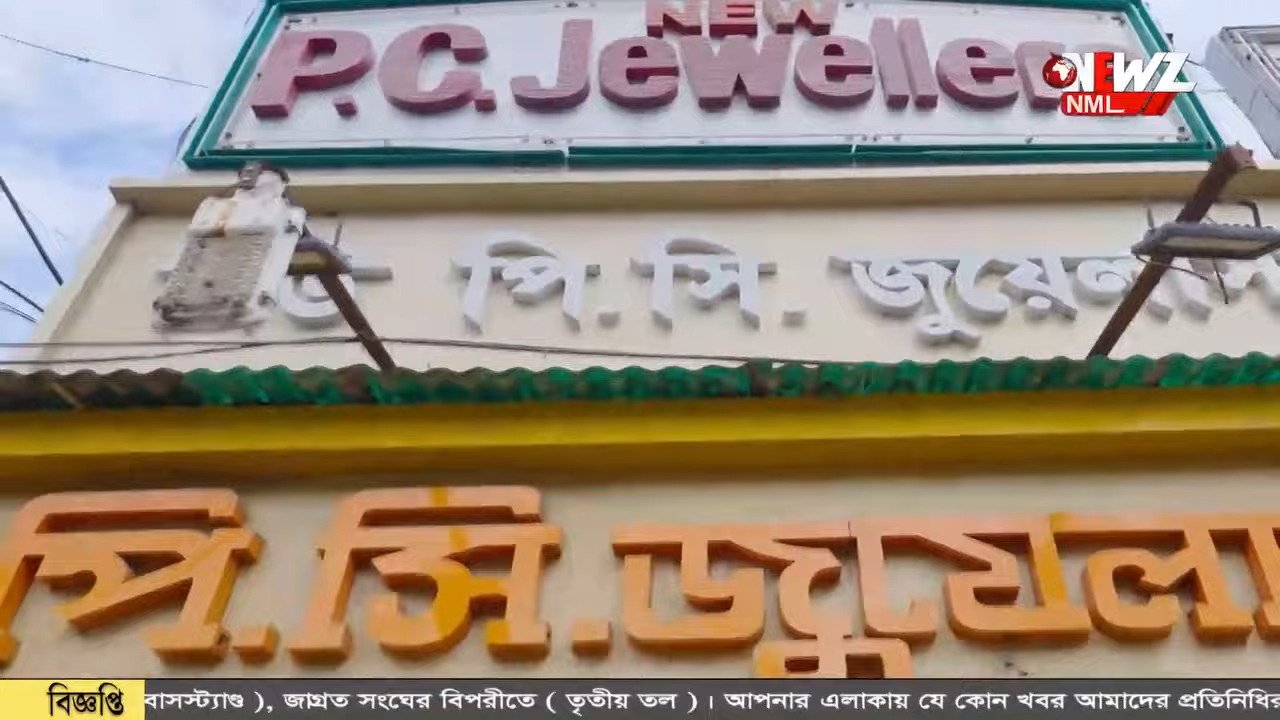 NEW
P.C. Jeweller
NEWZ
NML
পি. সি. জুয়েলার্স
পি.সি.জুয়েলা
বিজ্ঞপ্তি
বাসস্ট্যাণ্ড ), জাগ্রত সংঘের বিপরীতে ( তৃতীয় তল ) । আপনার এলাকায় যে কোন খবর আমাদের প্রতিনিধির